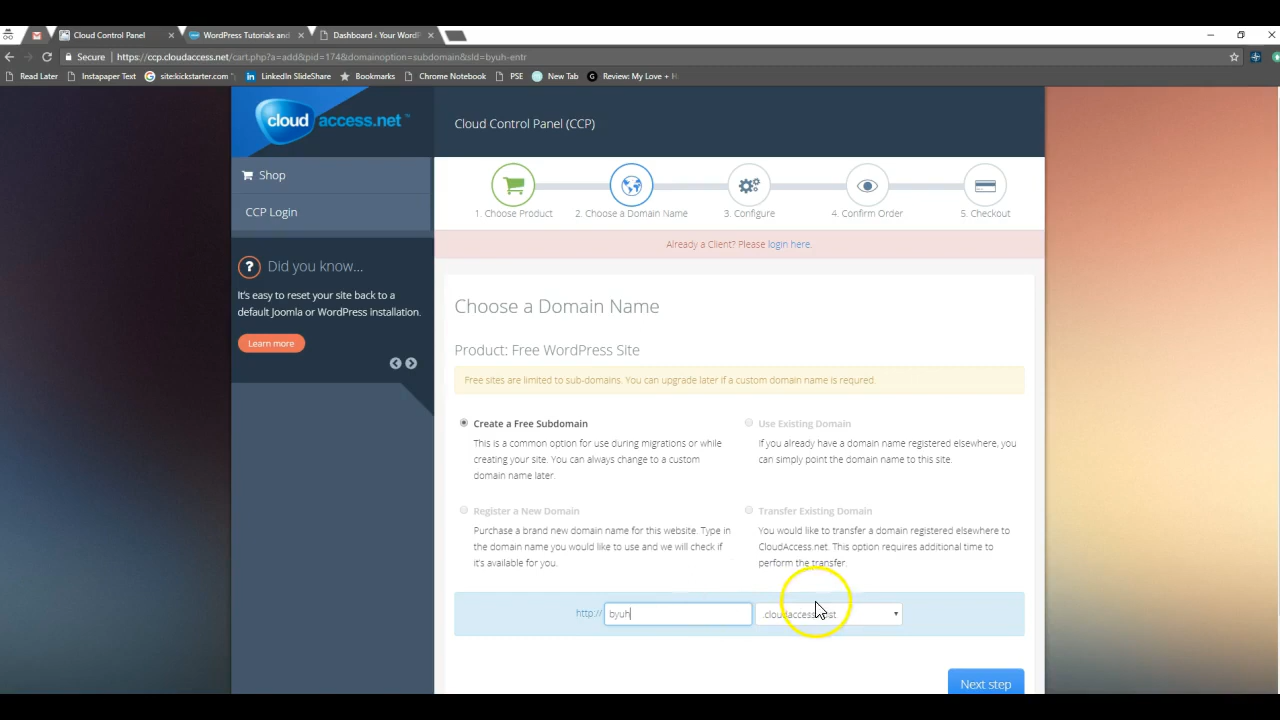 Cloud Control Panel
WordPress Tutorials and
Dashboard ‹ Your WordP
Secure https://ccp.cloudaccess.net/cart.php?a=add&pid=174&domainoption=subdomain&sld=byuh-entr
Read Later Instapaper Text site:kickstarter.com " LinkedIn SlideShare Bookmarks Chrome Notebook PSE New Tab Review: My Love + H
cloudaccess.net™
Cloud Control Panel (CCP)
Shop
CCP Login
1. Choose Product 2. Choose a Domain Name 3. Configure 4. Confirm Order 5. Checkout
Already a Client? Please login here.
? Did you know...
It's easy to reset your site back to a
default Joomla or WordPress installation.
Learn more
Choose a Domain Name
Product: Free WordPress Site
Free sites are limited to sub-domains. You can upgrade later if a custom domain name is requred.
Create a Free Subdomain
This is a common option for use during migrations or while
creating your site. You can always change to a custom
domain name later.
Use Existing Domain
If you already have a domain name registered elsewhere, you
can simply point the domain name to this site.
Register a New Domain
Purchase a brand new domain name for this website. Type in
the domain name you would like to use and we will check if
it's available for you.
Transfer Existing Domain
You would like to transfer a domain registered elsewhere to
CloudAccess.net. This option requires additional time to
perform the transfer.
http:// byuh .cloudaccess.net
Next step